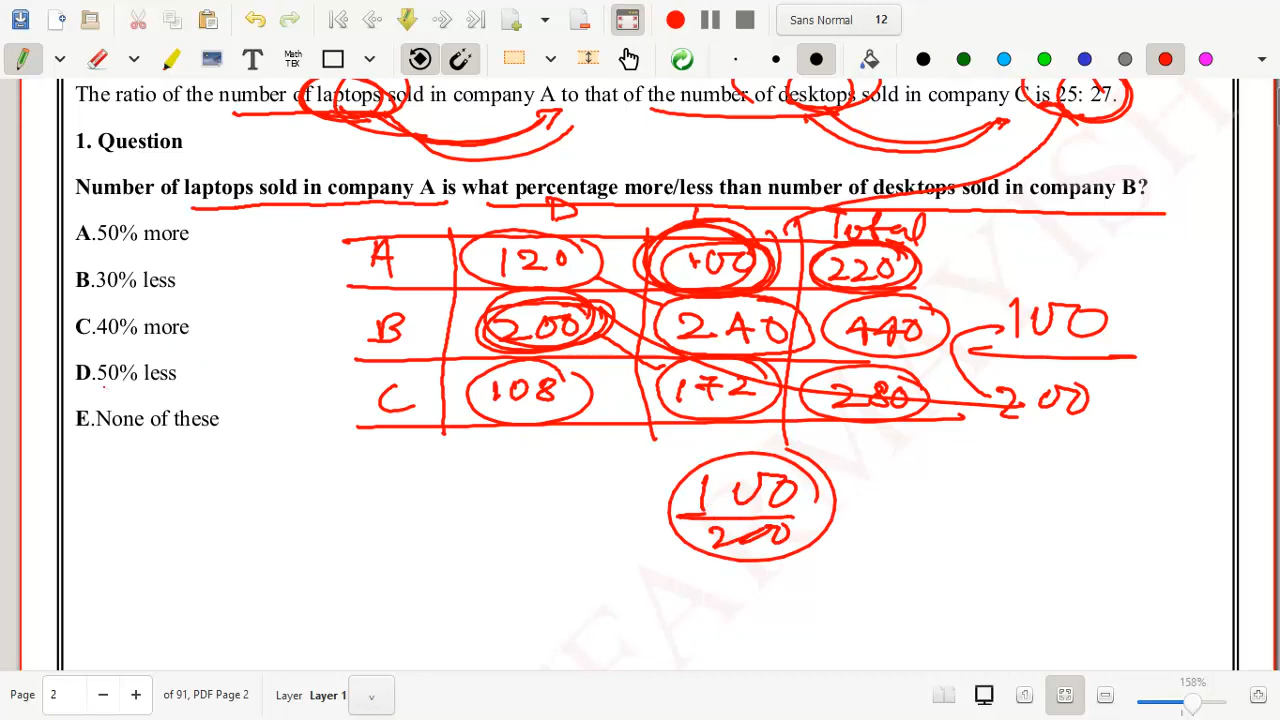 Sans Normal 12
Math
TEX
The ratio of the number of laptops sold in company A to that of the number of desktops sold in company C is 25: 27.
1. Question
Number of laptops sold in company A is what percentage more/less than number of desktops sold in company B?
D L Total
A.50% more
A 120 100 220
B.30% less
B 200 240 440 100
C.40% more
D.50% less
C 108 172 280 200
E.None of these
100
200
Page 2 of 91, PDF Page 2 Layer Layer 1 158%